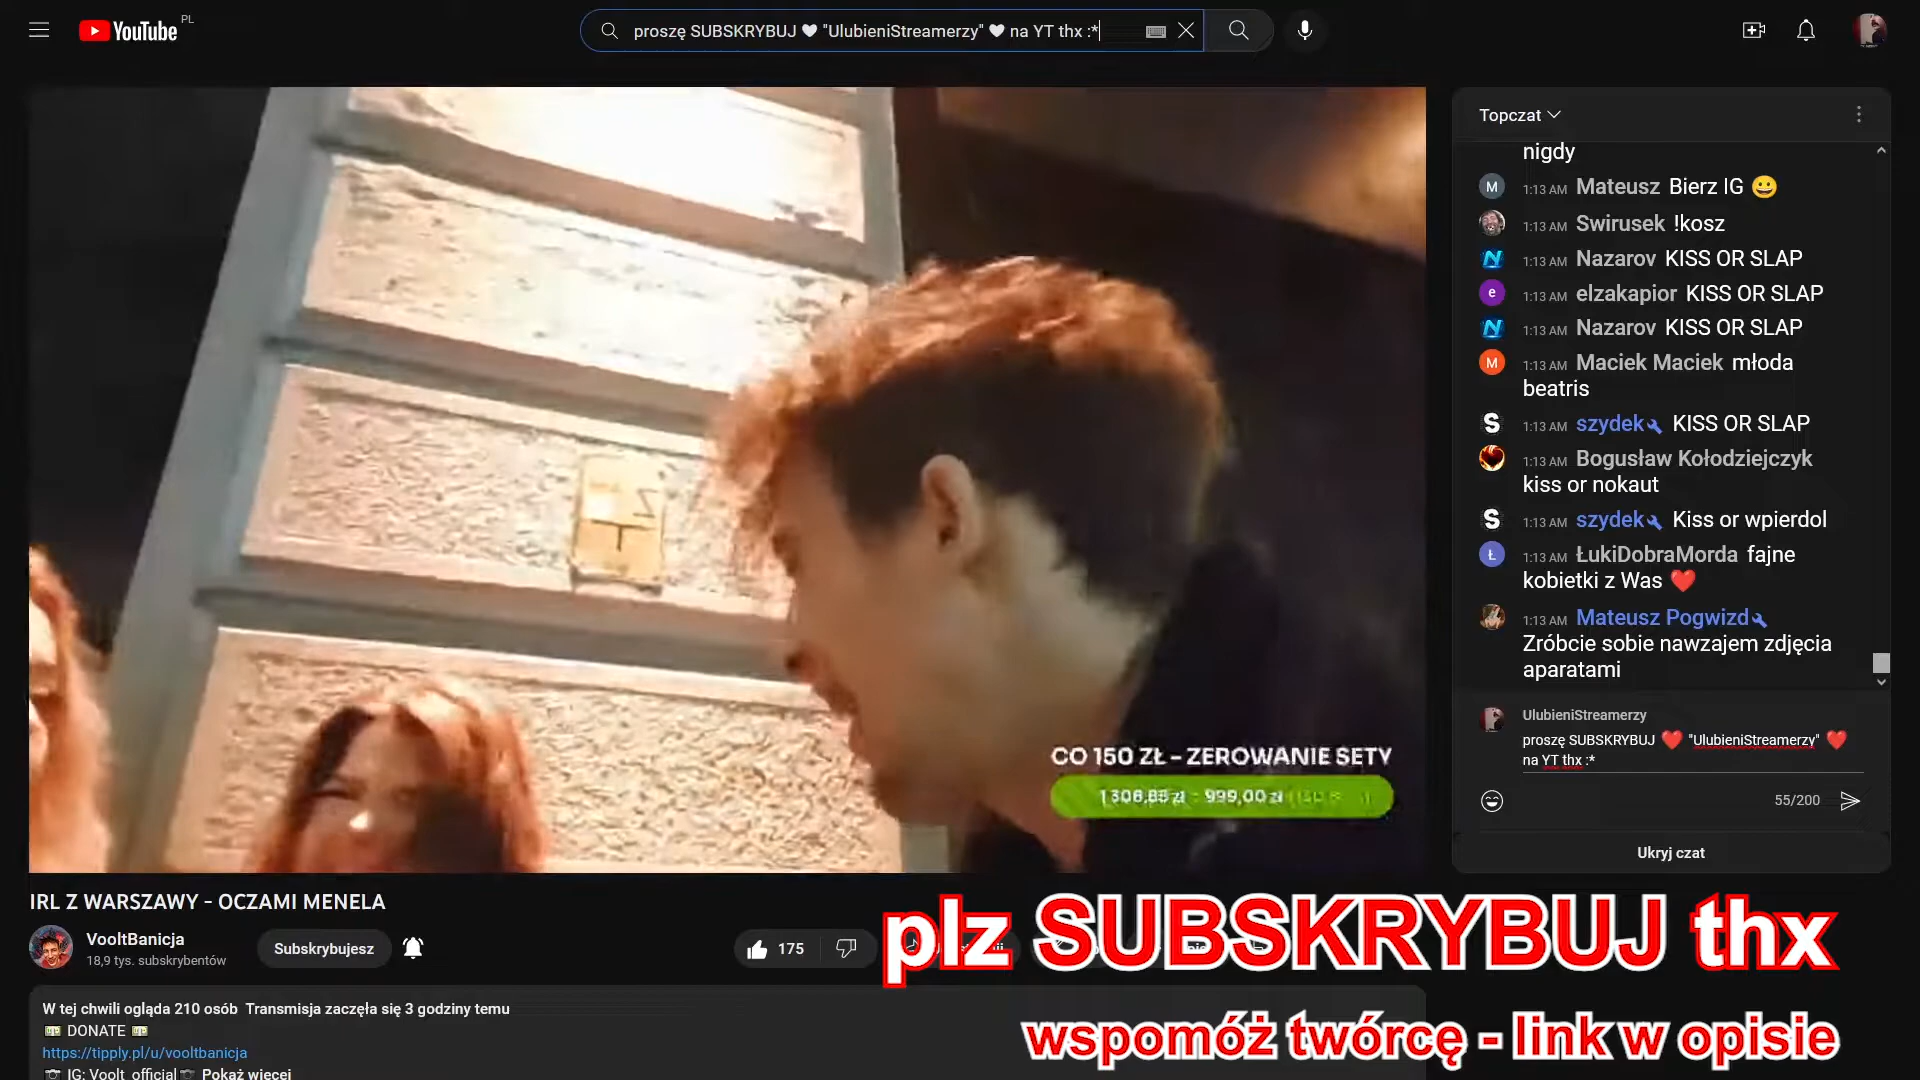 YouTube PL
proszę SUBSKRYBUJ 🤍 "UlubieniStreamerzy" 🤍 na YT thx :*
Topczat
nigdy
M 1:13 AM Mateusz Bierz IG 😀
1:13 AM Swirusek !kosz
1:13 AM Nazarov KISS OR SLAP
e 1:13 AM elzakapior KISS OR SLAP
1:13 AM Nazarov KISS OR SLAP
M 1:13 AM Maciek Maciek młoda
beatris
S 1:13 AM szydek KISS OR SLAP
1:13 AM Bogusław Kołodziejczyk
kiss or nokaut
S 1:13 AM szydek Kiss or wpierdol
Ł 1:13 AM ŁukiDobraMorda fajne
kobietki z Was ❤️
1:13 AM Mateusz Pogwizd
Zróbcie sobie nawzajem zdjęcia
aparatami
UlubieniStreamerzy
proszę SUBSKRYBUJ ❤️ "UlubieniStreamerzy" ❤️
na YT thx :*
55/200
Ukryj czat
CO 150 ZŁ - ZEROWANIE SETY
999,00 zł
IRL Z WARSZAWY - OCZAMI MENELA
VooltBanicja
18,9 tys. subskrybentów
Subskrybujesz
175
plz SUBSKRYBUJ thx
wspomóż twórcę - link w opisie
W tej chwili ogląda 210 osób Transmisja zaczęła się 3 godziny temu
💵 DONATE 💵
https://tipply.pl/u/vooltbanicja
📷 IG: Voolt_official 📷 Pokaż więcej